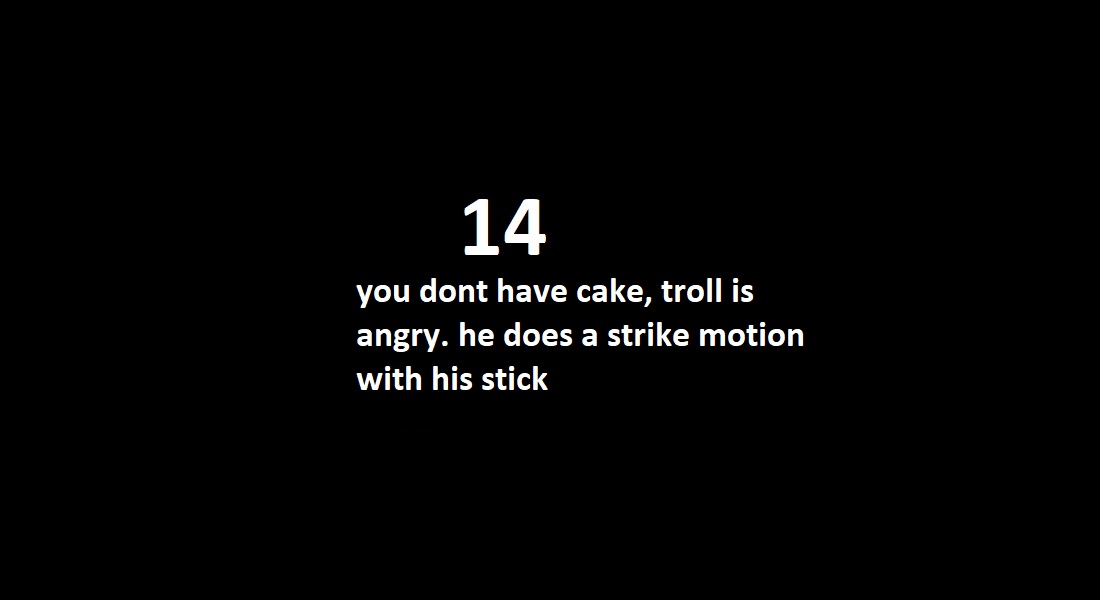 14
you dont have cake, troll is
angry. he does a strike motion
with his stick